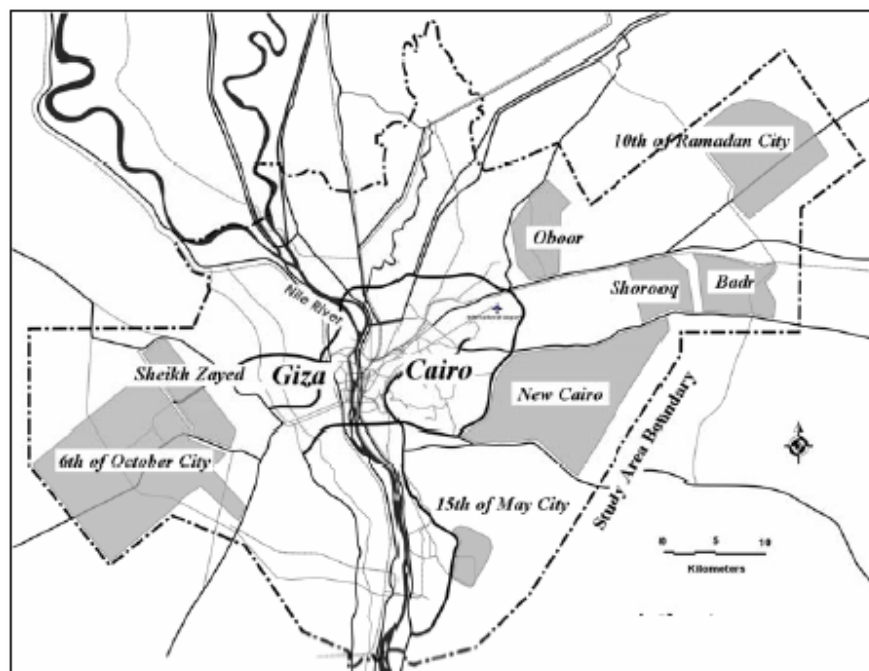 10th of Ramadan City
Oboor
Shorooq
Badr
Nile River
Sheikh Zayed
Giza
Cairo
New Cairo
6th of October City
Study Area Boundary
15th of May City
0 5 10
Kilometers